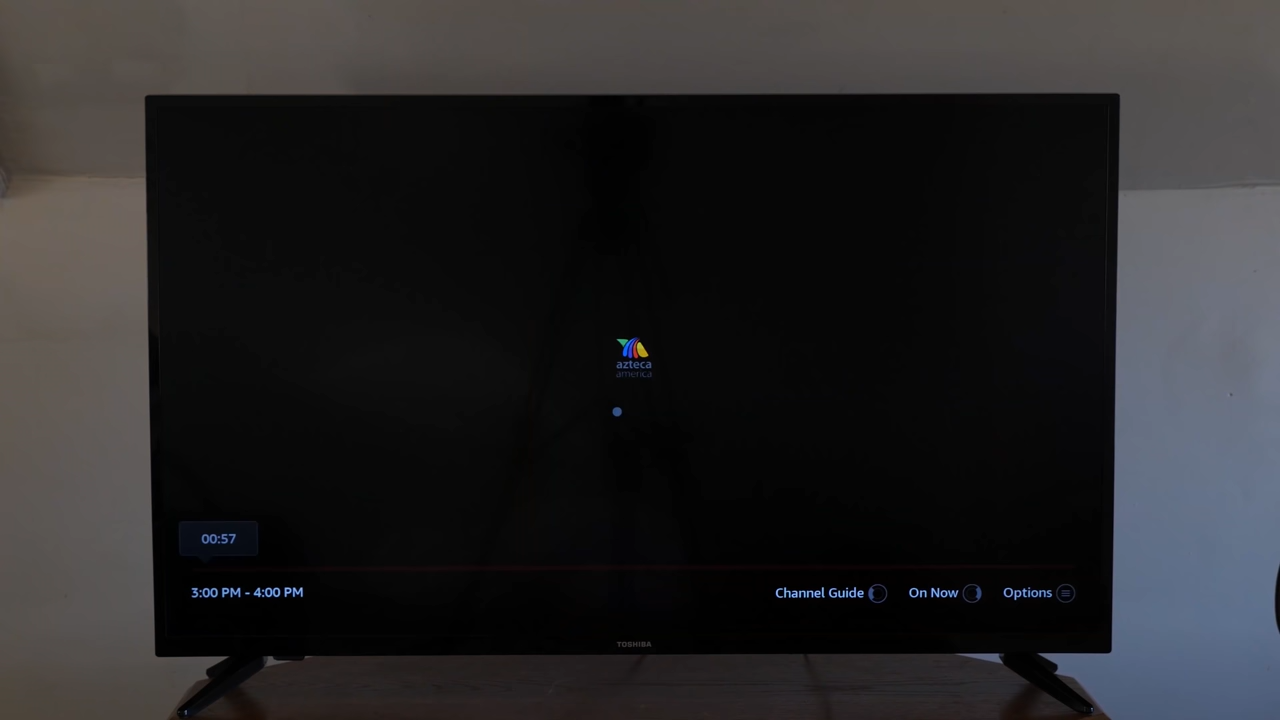 azteca
america
00:57
3:00 PM - 4:00 PM
Channel Guide
On Now
Options
TOSHIBA